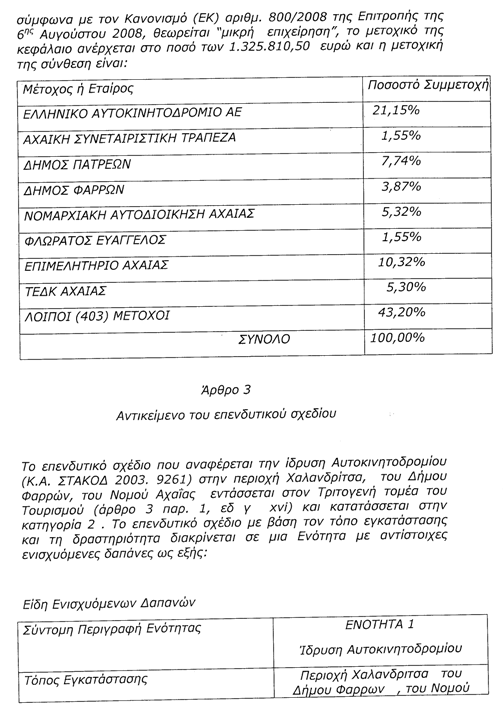 σύμφωνα με τον Κανονισμό (ΕΚ) αριθμ. 800/2008 της Επιτροπής της
6ης Αυγούστου 2008, θεωρείται "μικρή επιχείρηση", το μετοχικό της
κεφάλαιο ανέρχεται στο ποσό των 1.325.810,50 ευρώ και η μετοχική
της σύνθεση είναι:
Μέτοχος ή Εταίρος Ποσοστό Συμμετοχή
ΕΛΛΗΝΙΚΟ ΑΥΤΟΚΙΝΗΤΟΔΡΟΜΙΟ ΑΕ 21,15%
ΑΧΑΙΚΗ ΣΥΝΕΤΑΙΡΙΣΤΙΚΗ ΤΡΑΠΕΖΑ 1,55%
ΔΗΜΟΣ ΠΑΤΡΕΩΝ 7,74%
ΔΗΜΟΣ ΦΑΡΡΩΝ 3,87%
ΝΟΜΑΡΧΙΑΚΗ ΑΥΤΟΔΙΟΙΚΗΣΗ ΑΧΑΙΑΣ 5,32%
ΦΛΩΡΑΤΟΣ ΕΥΑΓΓΕΛΟΣ 1,55%
ΕΠΙΜΕΛΗΤΗΡΙΟ ΑΧΑΙΑΣ 10,32%
ΤΕΔΚ ΑΧΑΙΑΣ 5,30%
ΛΟΙΠΟΙ (403) ΜΕΤΟΧΟΙ 43,20%
ΣΥΝΟΛΟ 100,00%
Άρθρο 3
Αντικείμενο του επενδυτικού σχεδίου
Το επενδυτικό σχέδιο που αναφέρεται την ίδρυση Αυτοκινητοδρομίου
(Κ.Α. ΣΤΑΚΟΔ 2003. 9261) στην περιοχή Χαλανδρίτσα, του Δήμου
Φαρρών, του Νομού Αχαΐας εντάσσεται στον Τριτογενή τομέα του
Τουρισμού (άρθρο 3 παρ. 1, εδ γ xvi) και κατατάσσεται στην
κατηγορία 2 . Το επενδυτικό σχέδιο με βάση τον τόπο εγκατάστασης
και τη δραστηριότητα διακρίνεται σε μια Ενότητα με αντίστοιχες
ενισχυόμενες δαπάνες ως εξής:
Είδη Ενισχυόμενων Δαπανών
Σύντομη Περιγραφή Ενότητας ΕΝΟΤΗΤΑ 1
Ίδρυση Αυτοκινητοδρομίου
Τόπος Εγκατάστασης Περιοχή Χαλανδριτσα του
Δήμου Φαρρων , του Νομού